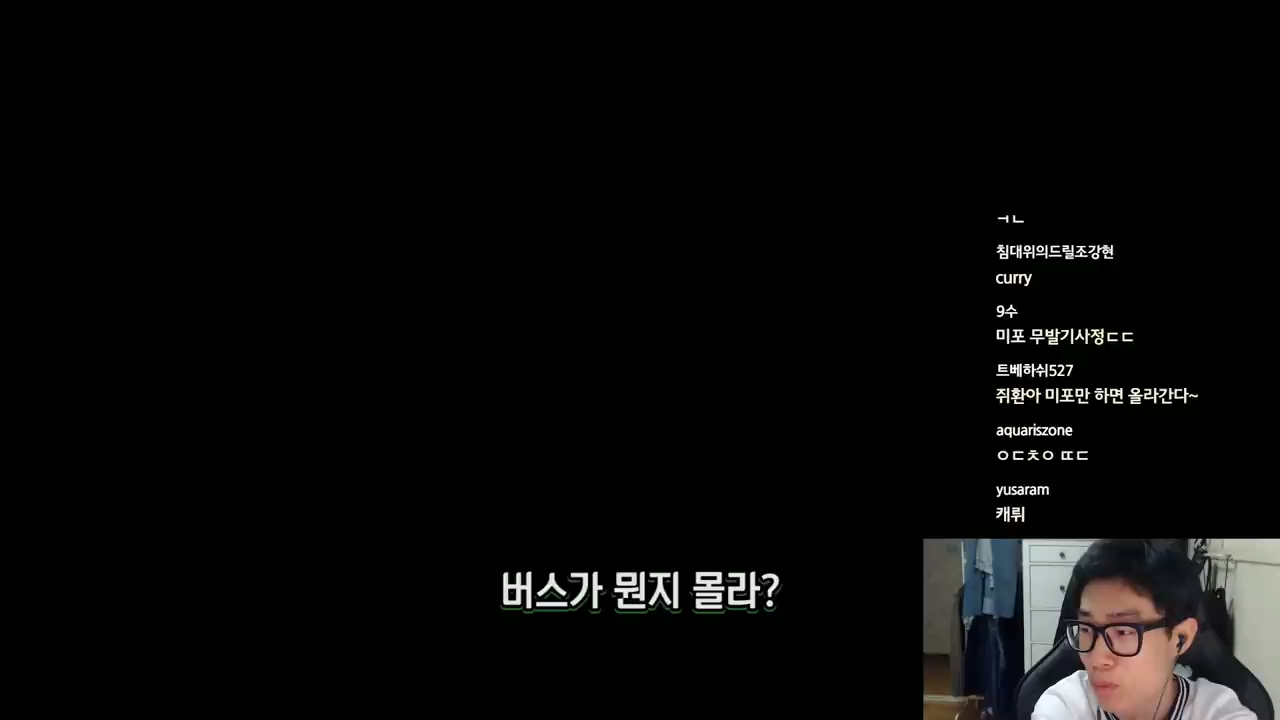 ㅋㄴ
침대위의드릴조강현
curry
9수
미포 무발기사정ㄷㄷ
트베하쉬527
쥐환아 미포만 하면 올라간다~
aquariszone
ㅇㄷㅊㅇ ㄸㄷ
yusaram
캐뤼
버스가 뭔지 몰라?